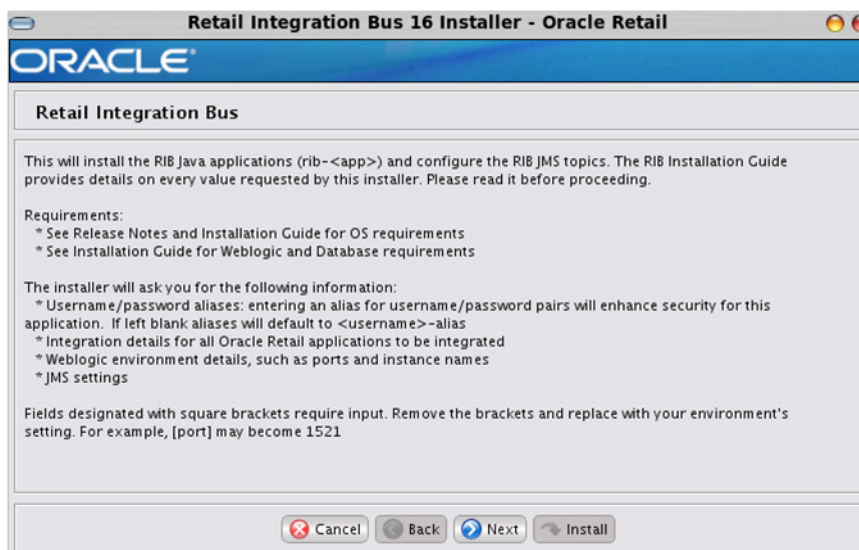 Retail Integration Bus 16 Installer - Oracle Retail
ORACLE®
Retail Integration Bus
This will install the RIB Java applications (rib-<app>) and configure the RIB JMS topics. The RIB Installation Guide
provides details on every value requested by this installer. Please read it before proceeding.
Requirements:
* See Release Notes and Installation Guide for OS requirements
* See Installation Guide for Weblogic and Database requirements
The installer will ask you for the following information:
* Username/password aliases: entering an alias for username/password pairs will enhance security for this
application. If left blank aliases will default to <username>-alias
* Integration details for all Oracle Retail applications to be integrated
* Weblogic environment details, such as ports and instance names
* JMS settings
Fields designated with square brackets require input. Remove the brackets and replace with your environment's
setting. For example, [port] may become 1521
Cancel Back Next Install